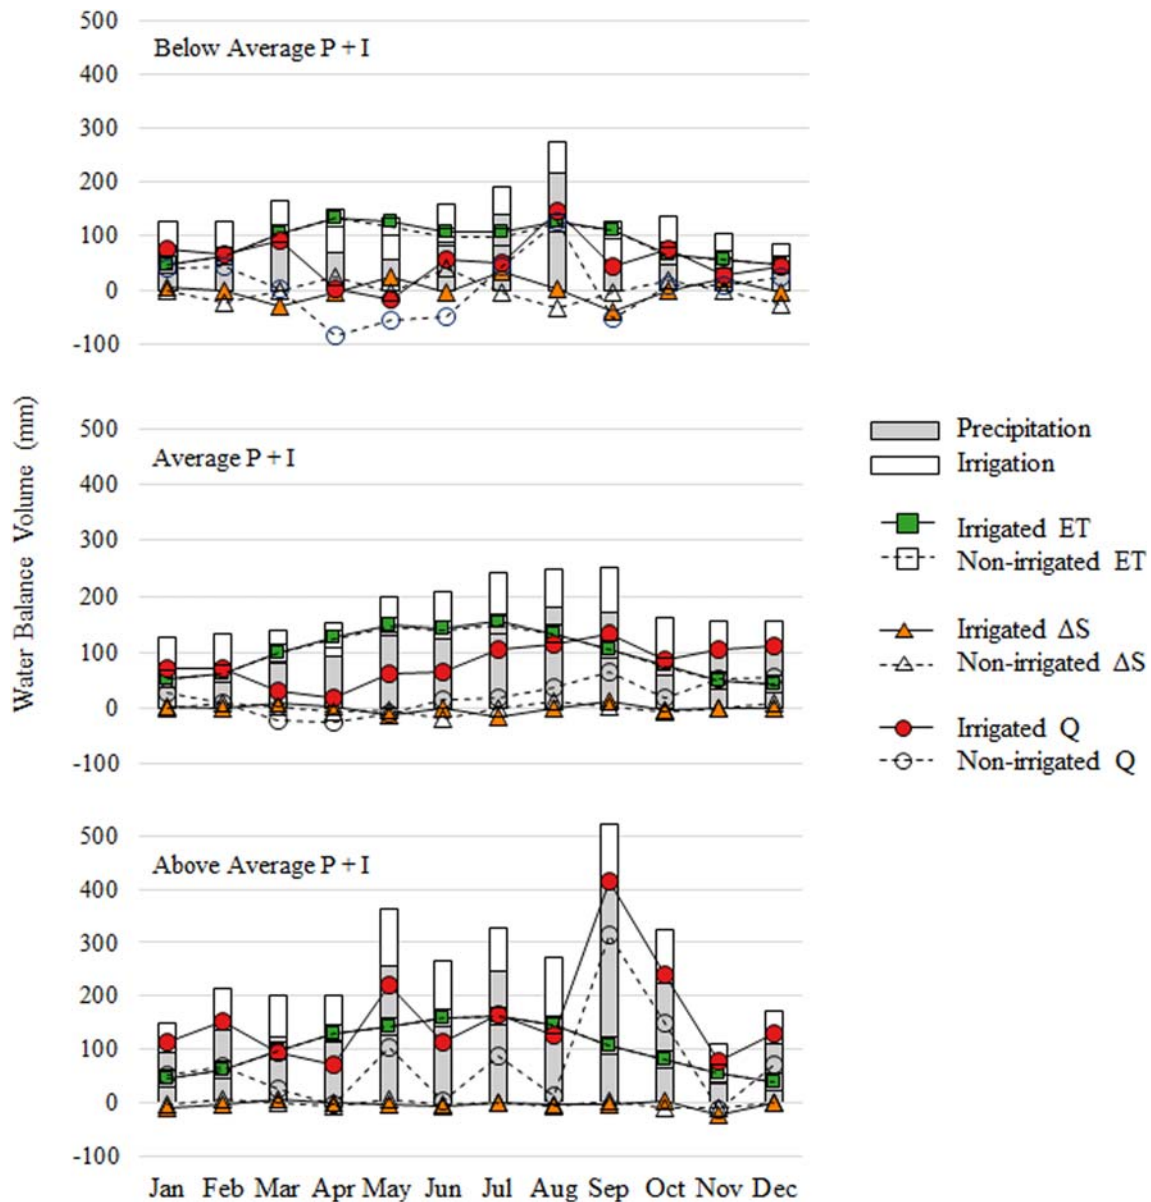 500
Below Average P + I
400
300
200
100
0
-100
Water Balance Volume (mm)
500
Average P + I
400
300
200
100
0
-100
Precipitation
Irrigation
Irrigated ET
Non-irrigated ET
Irrigated ΔS
Non-irrigated ΔS
Irrigated Q
Non-irrigated Q
500
Above Average P + I
400
300
200
100
0
-100
Jan Feb Mar Apr May Jun Jul Aug Sep Oct Nov Dec